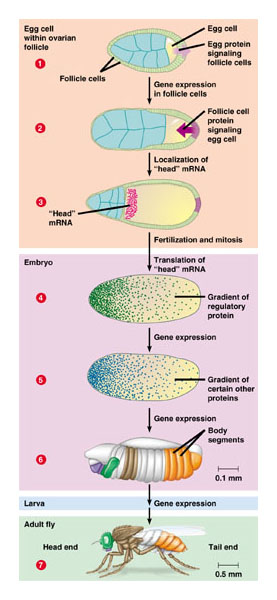 Egg cell
within ovarian
follicle
Egg cell
Egg protein
signaling
follicle cells
1
Follicle cells
Gene expression
in follicle cells
2
Follicle cell
protein
signaling
egg cell
Localization of
"head" mRNA
3
"Head"
mRNA
Fertilization and mitosis
Embryo
Translation of
"head" mRNA
4
Gradient of
regulatory
protein
Gene expression
5
Gradient of
certain other
proteins
Gene expression
Body
segments
6
0.1 mm
Larva
Gene expression
Adult fly
Head end
Tail end
7
0.5 mm